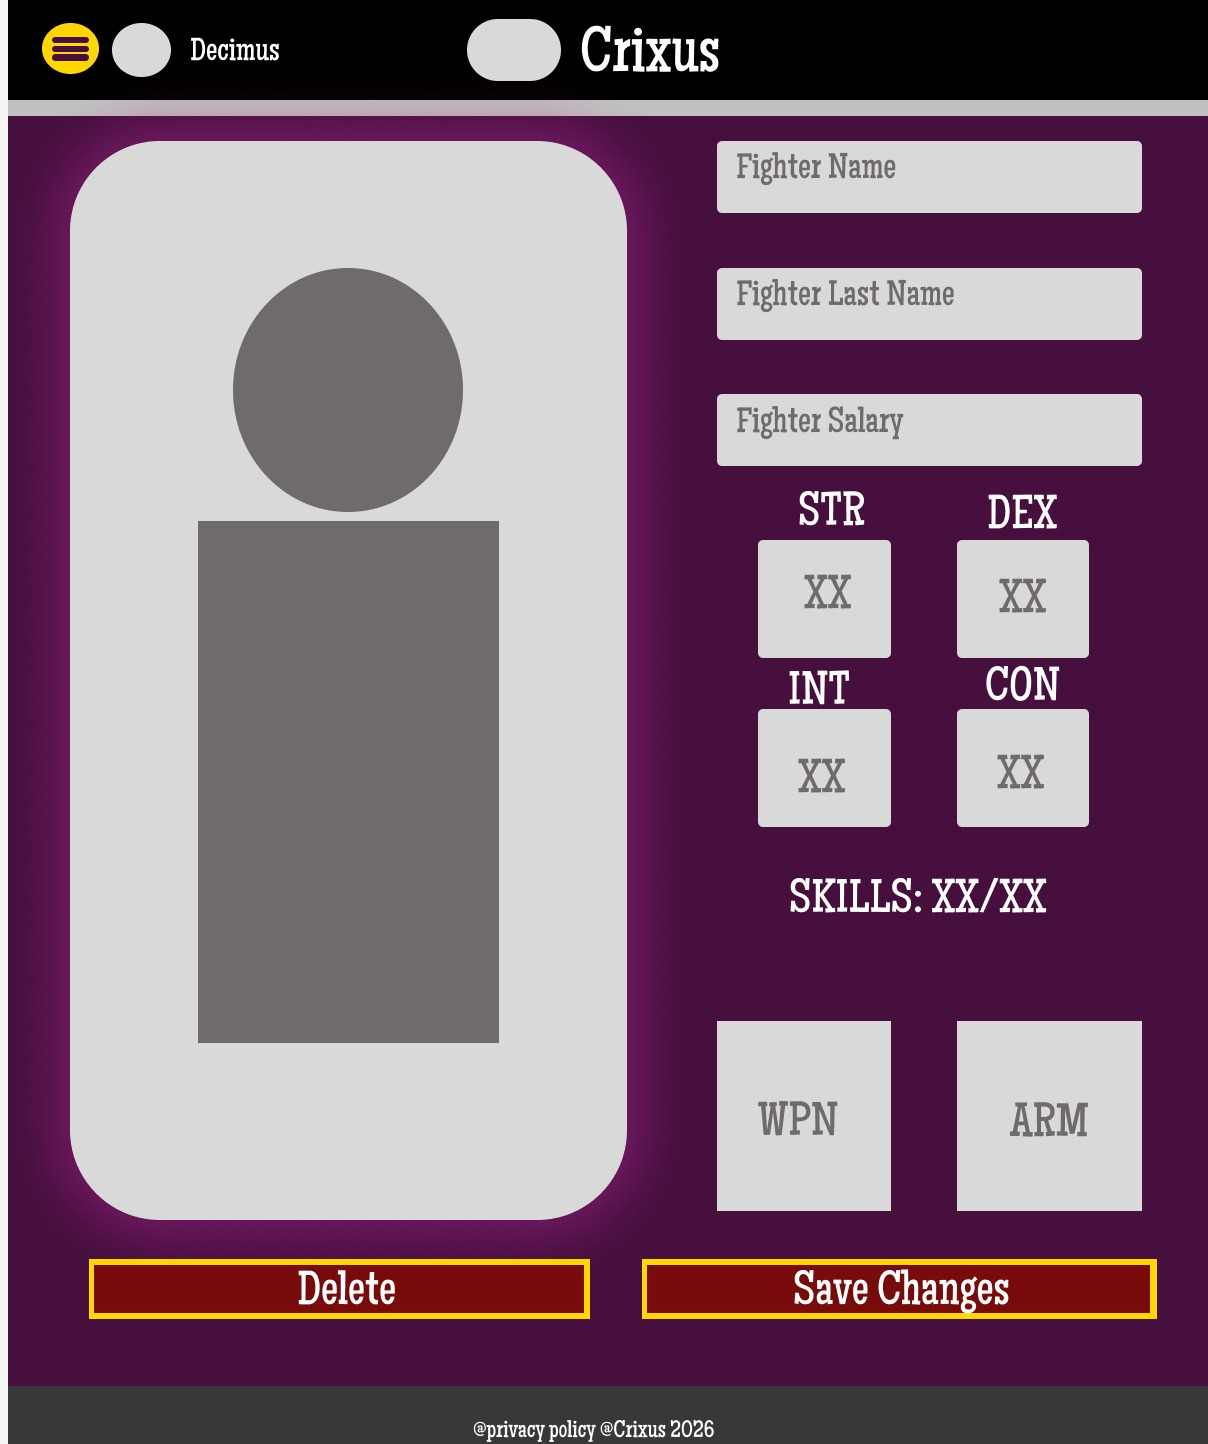 Decimus
Crixus
Fighter Name
Fighter Last Name
Fighter Salary
STR DEX
XX XX
INT CON
XX XX
SKILLS: XX/XX
WPN ARM
Delete Save Changes
@privacy policy @Crixus 2026